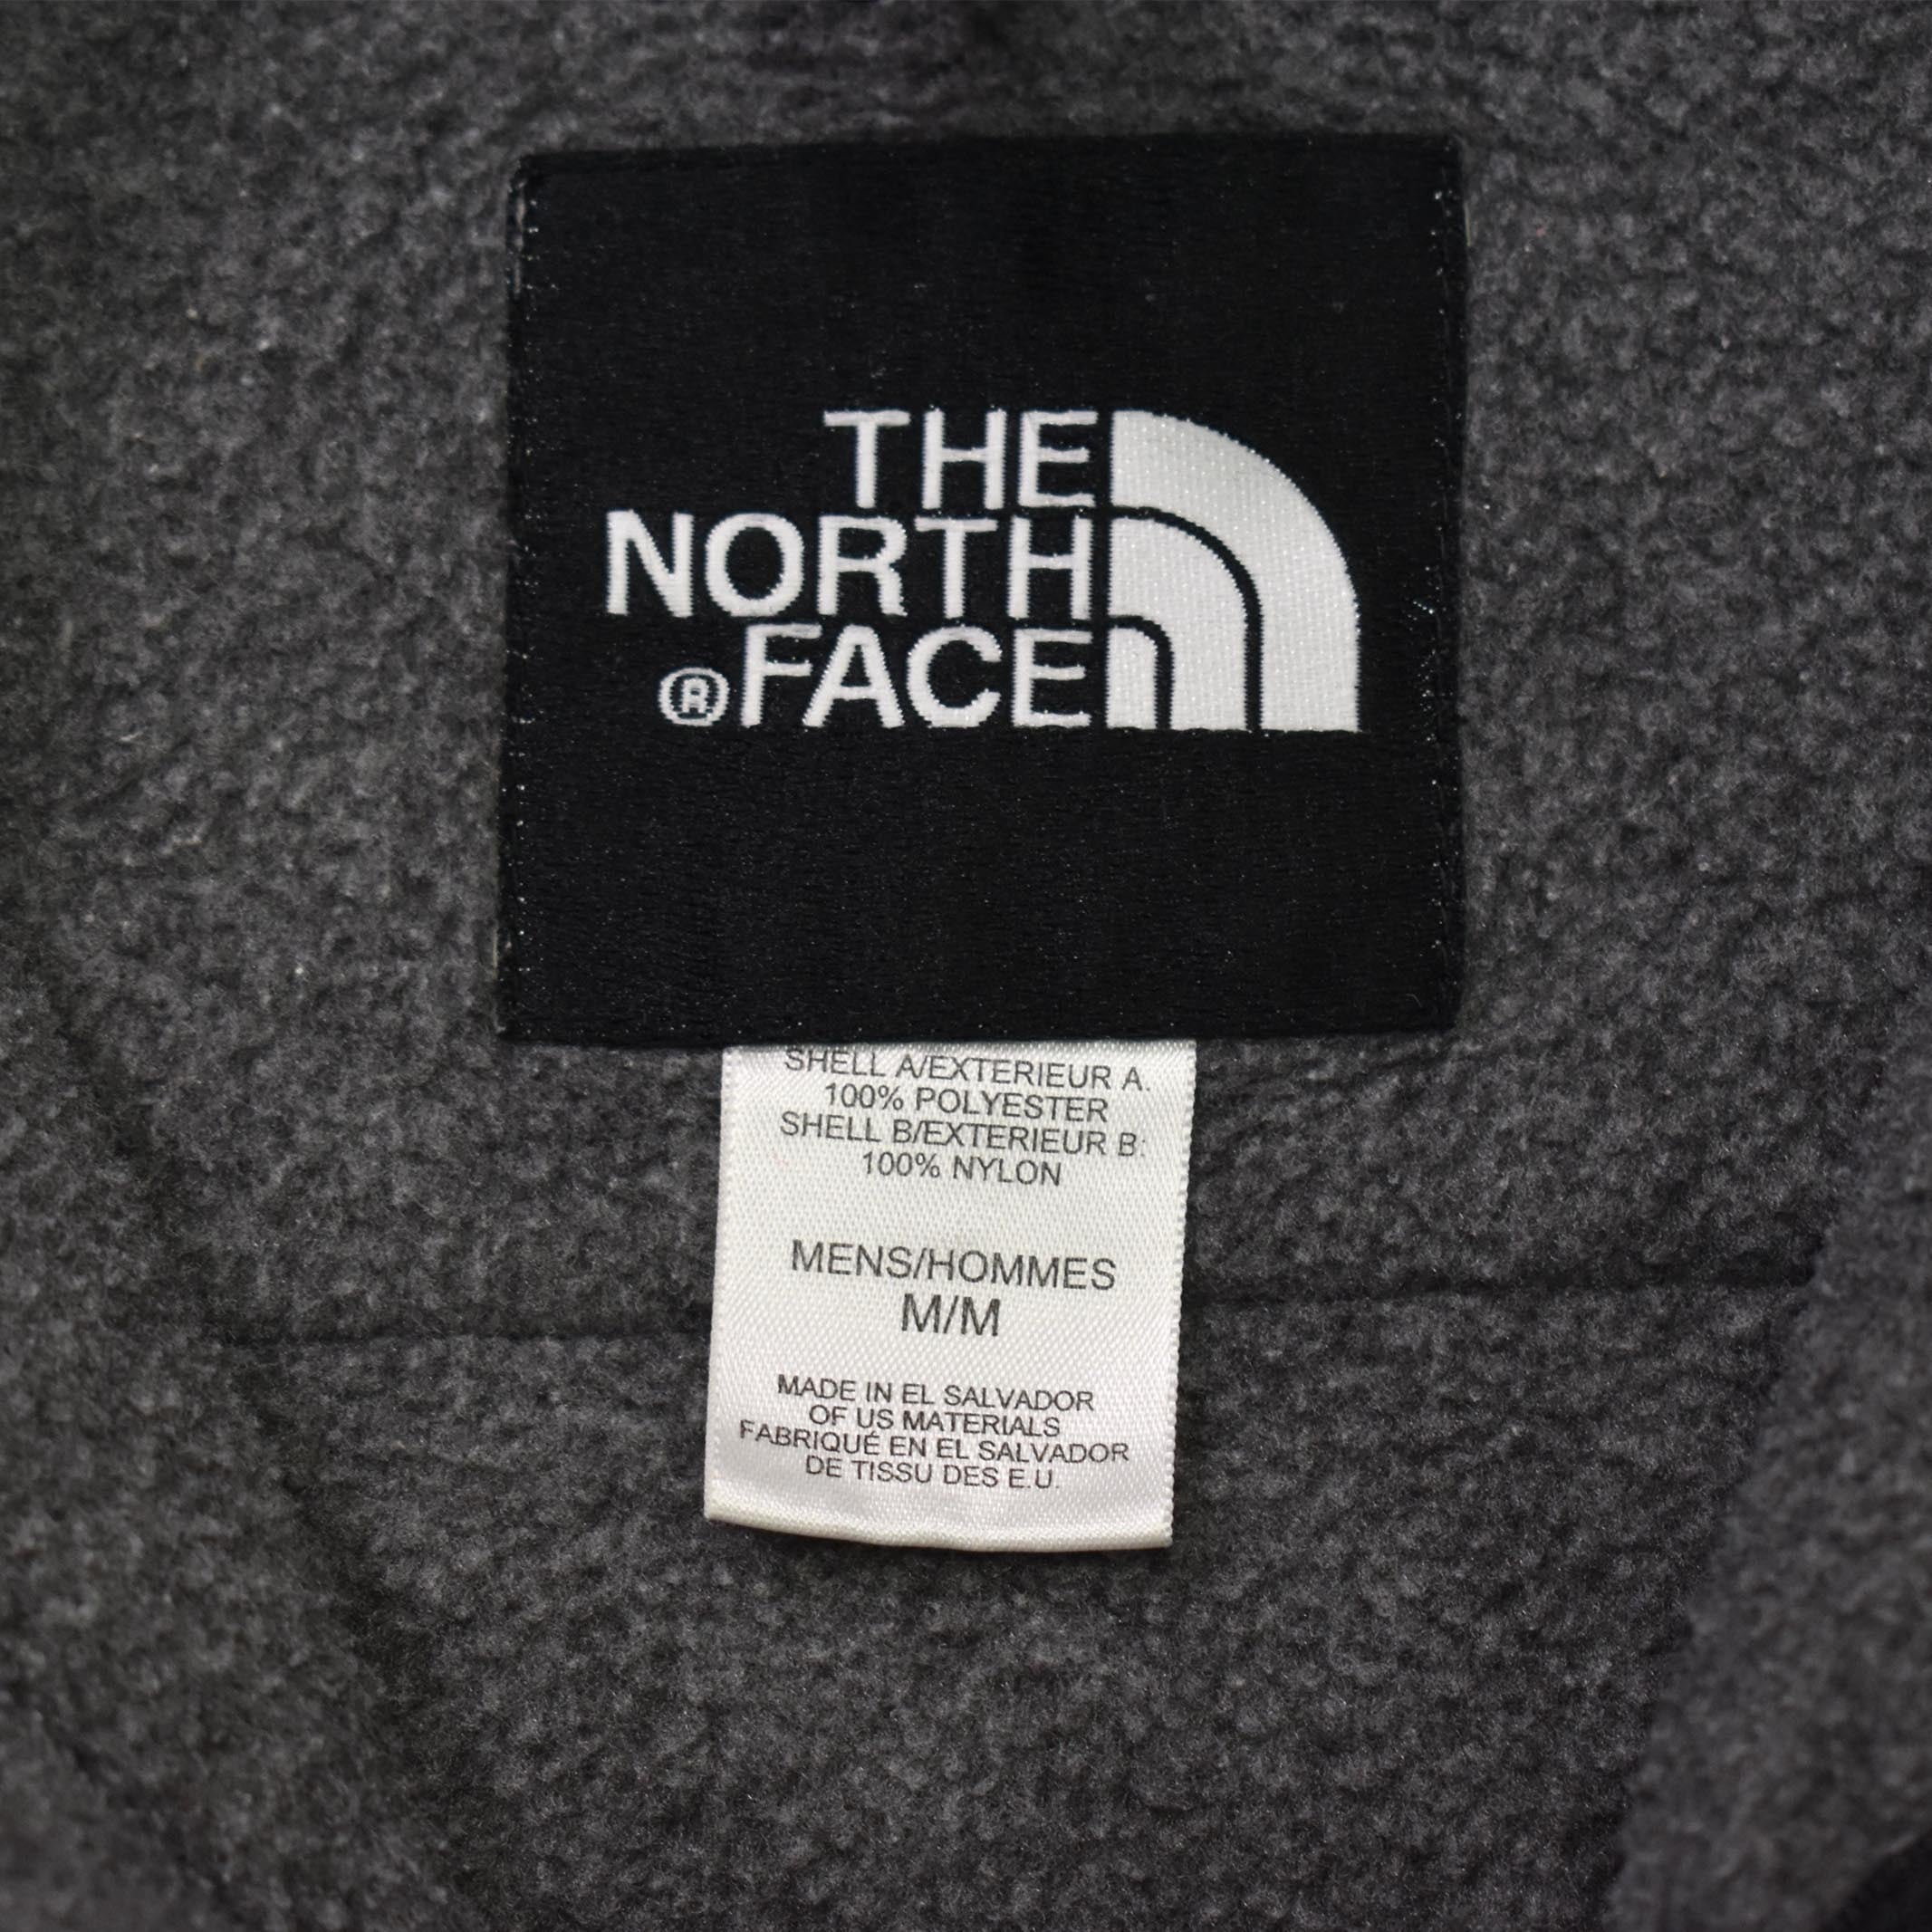 THE
NORTH
®FACE
SHELL A/EXTERIEUR A.
100% POLYESTER
SHELL B/EXTERIEUR B:
100% NYLON
MENS/HOMMES
M/M
MADE IN EL SALVADOR
OF US MATERIALS
FABRIQUÉ EN EL SALVADOR
DE TISSU DES E.U.